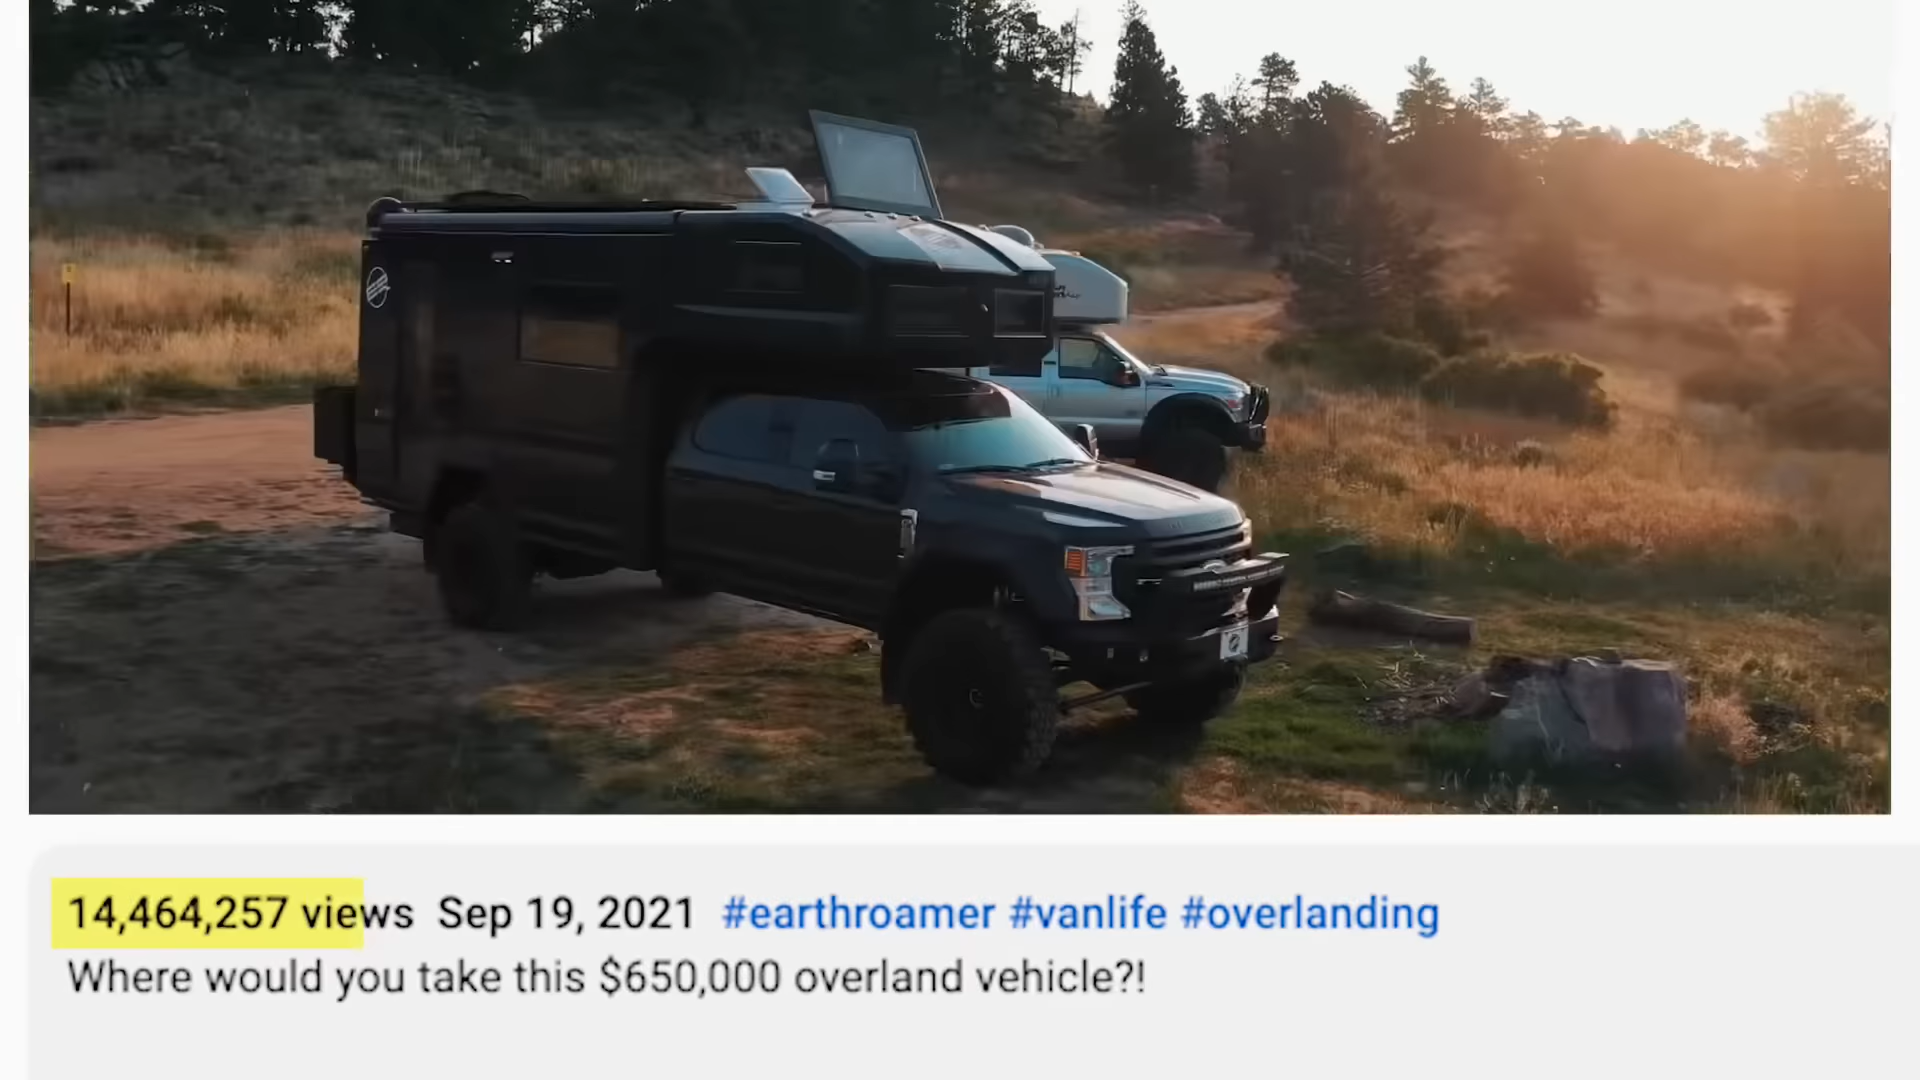 14,464,257 views Sep 19, 2021 #earthroamer #vanlife #overlanding
Where would you take this $650,000 overland vehicle?!